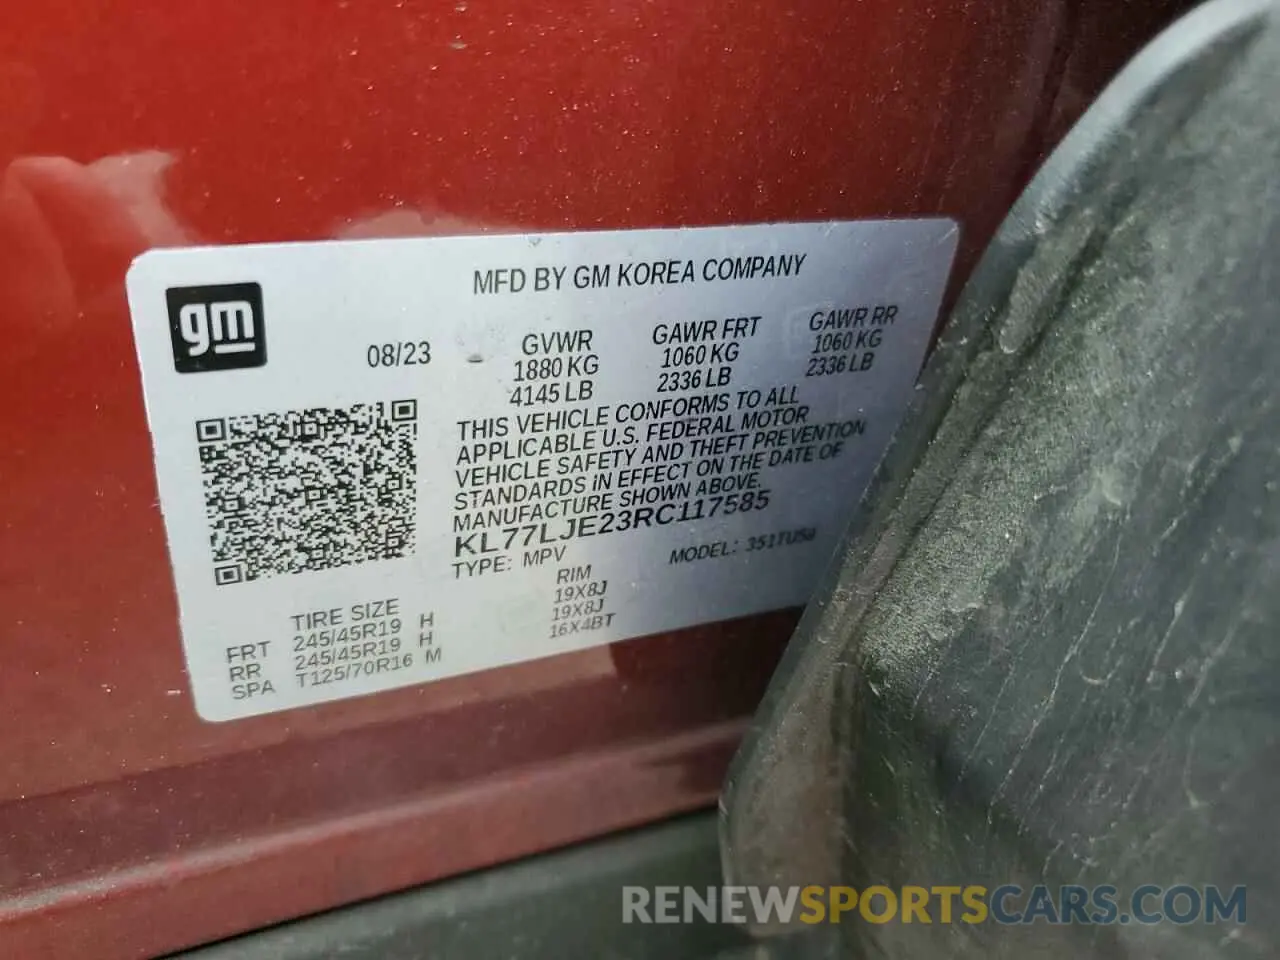 MFD BY GM KOREA COMPANY
gm
08/23
GVWR GAWR FRT GAWR RR
1880 KG 1060 KG 1060 KG
4145 LB 2336 LB 2336 LB
THIS VEHICLE CONFORMS TO ALL
APPLICABLE U.S. FEDERAL MOTOR
VEHICLE SAFETY AND THEFT PREVENTION
STANDARDS IN EFFECT ON THE DATE OF
MANUFACTURE SHOWN ABOVE.
KL77LJE23RC117585
TYPE: MPV MODEL: 351TU58
TIRE SIZE RIM
FRT 245/45R19 H 19X8J
RR 245/45R19 H 19X8J
SPA T125/70R16 M 16X4BT
RENEWSPORTSCARS.COM